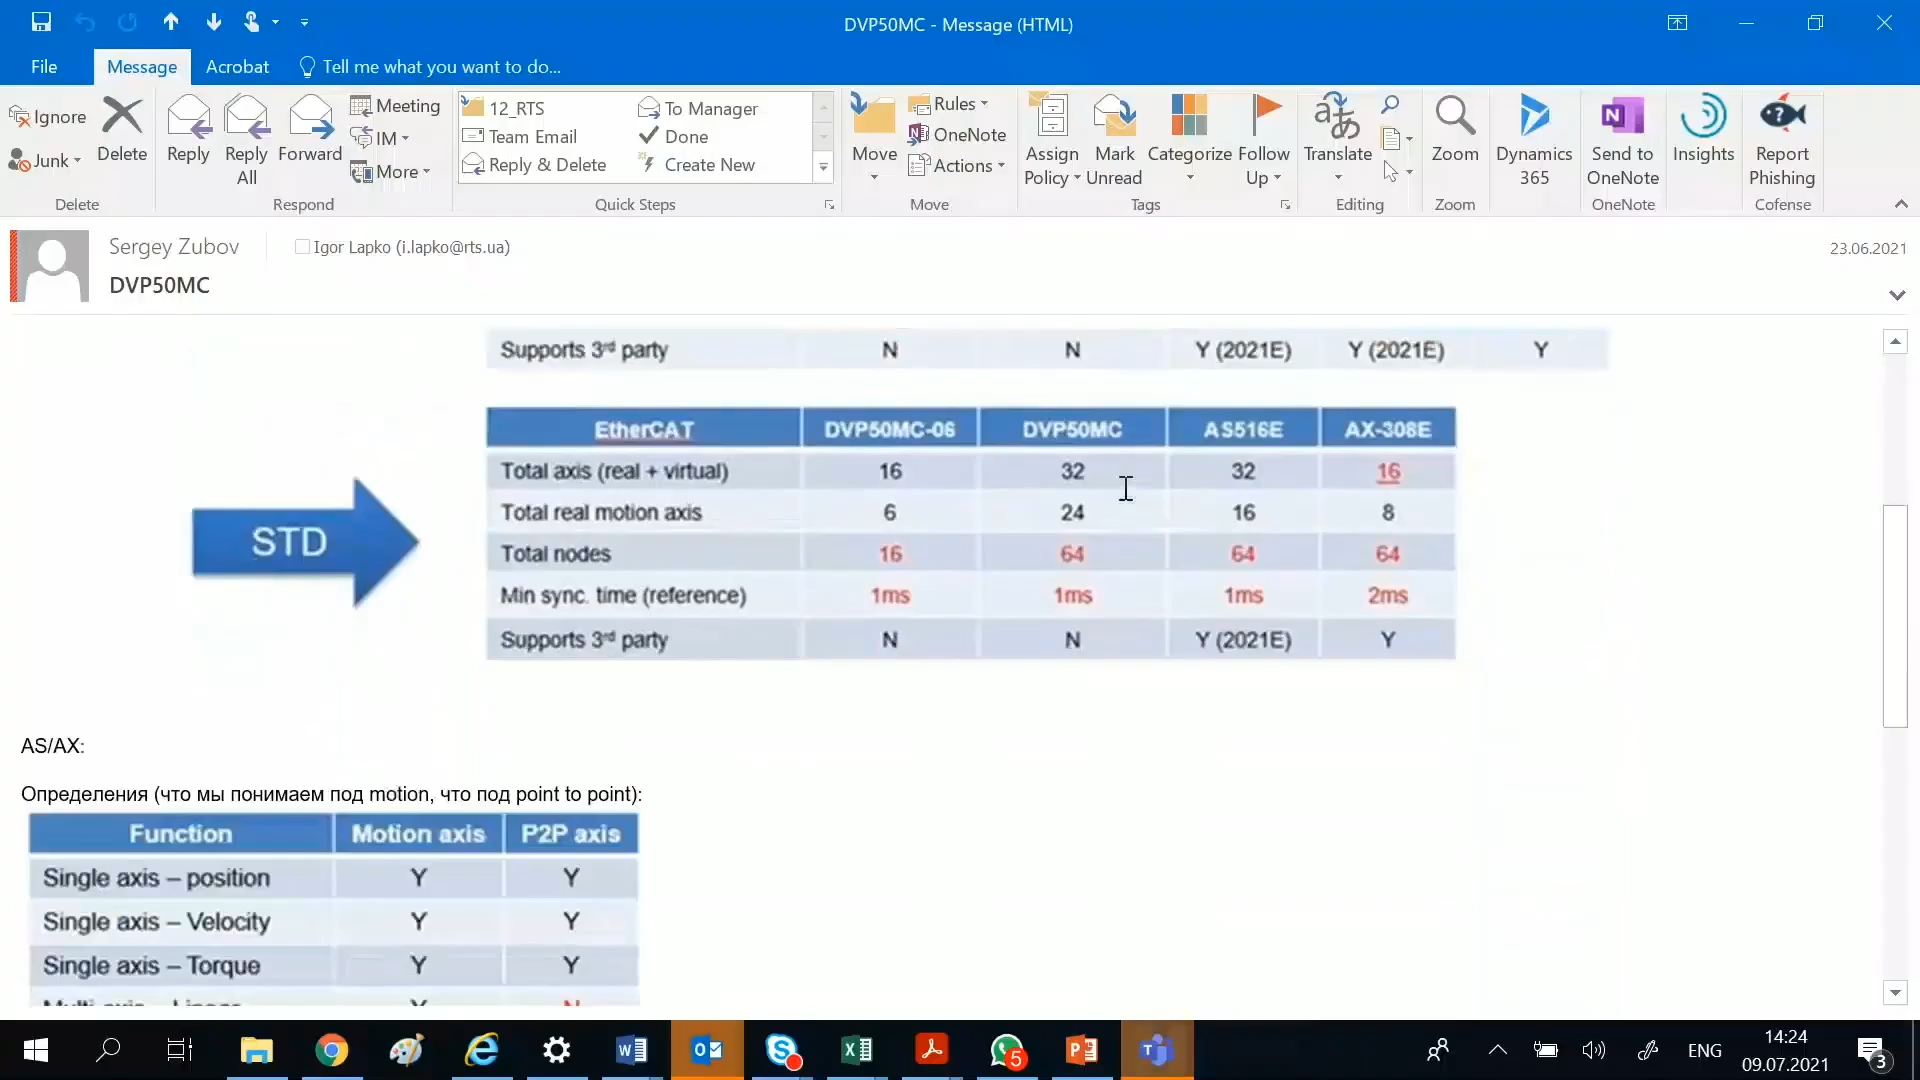 DVP50MC - Message (HTML)
File Message Acrobat Tell me what you want to do...
Ignore
Junk
Delete
Reply
Reply All
Forward
Meeting
IM
More
12_RTS
Team Email
Reply & Delete
To Manager
Done
Create New
Move
Rules
OneNote
Actions
Assign Policy
Mark Unread
Categorize
Follow Up
Translate
Zoom
Dynamics 365
Send to OneNote
Insights
Report Phishing
Delete Respond Quick Steps Move Tags Editing Zoom OneNote Cofense
Sergey Zubov Igor Lapko (i.lapko@rts.ua) 23.06.2021
DVP50MC
Supports 3rd party N N Y (2021E) Y (2021E) Y
EtherCAT DVP50MC-06 DVP50MC AS516E AX-308E
Total axis (real + virtual) 16 32 32 16
Total real motion axis 6 24 16 8
Total nodes 16 64 64 64
Min sync. time (reference) 1ms 1ms 1ms 2ms
Supports 3rd party N N Y (2021E) Y
STD
AS/AX:
Определения (что мы понимаем под motion, что под point to point):
Function Motion axis P2P axis
Single axis – position Y Y
Single axis – Velocity Y Y
Single axis – Torque Y Y
5
ENG
14:24
09.07.2021
3